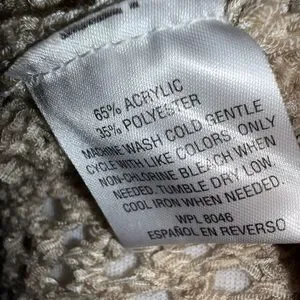 65% ACRYLIC
35% POLYESTER
MACHINE WASH COLD GENTLE
CYCLE WITH LIKE COLORS. ONLY
NON-CHLORINE BLEACH WHEN
NEEDED. TUMBLE DRY LOW.
COOL IRON WHEN NEEDED.
WPL 8046
ESPAÑOL EN REVERSO